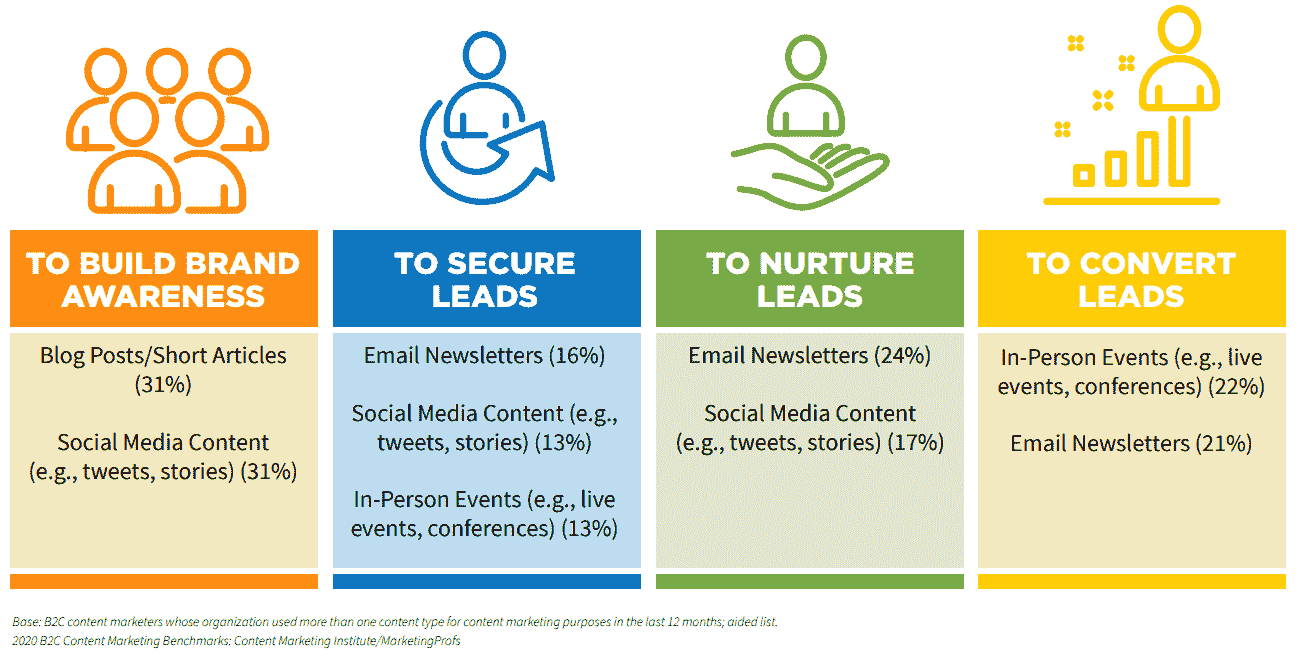 TO BUILD BRAND
AWARENESS
Blog Posts/Short Articles
(31%)
Social Media Content
(e.g., tweets, stories) (31%)
TO SECURE
LEADS
Email Newsletters (16%)
Social Media Content (e.g.,
tweets, stories) (13%)
In-Person Events (e.g., live
events, conferences) (13%)
TO NURTURE
LEADS
Email Newsletters (24%)
Social Media Content
(e.g., tweets, stories) (17%)
TO CONVERT
LEADS
In-Person Events (e.g., live
events, conferences) (22%)
Email Newsletters (21%)
Base: B2C content marketers whose organization used more than one content type for content marketing purposes in the last 12 months; aided list.
2020 B2C Content Marketing Benchmarks: Content Marketing Institute/MarketingProfs